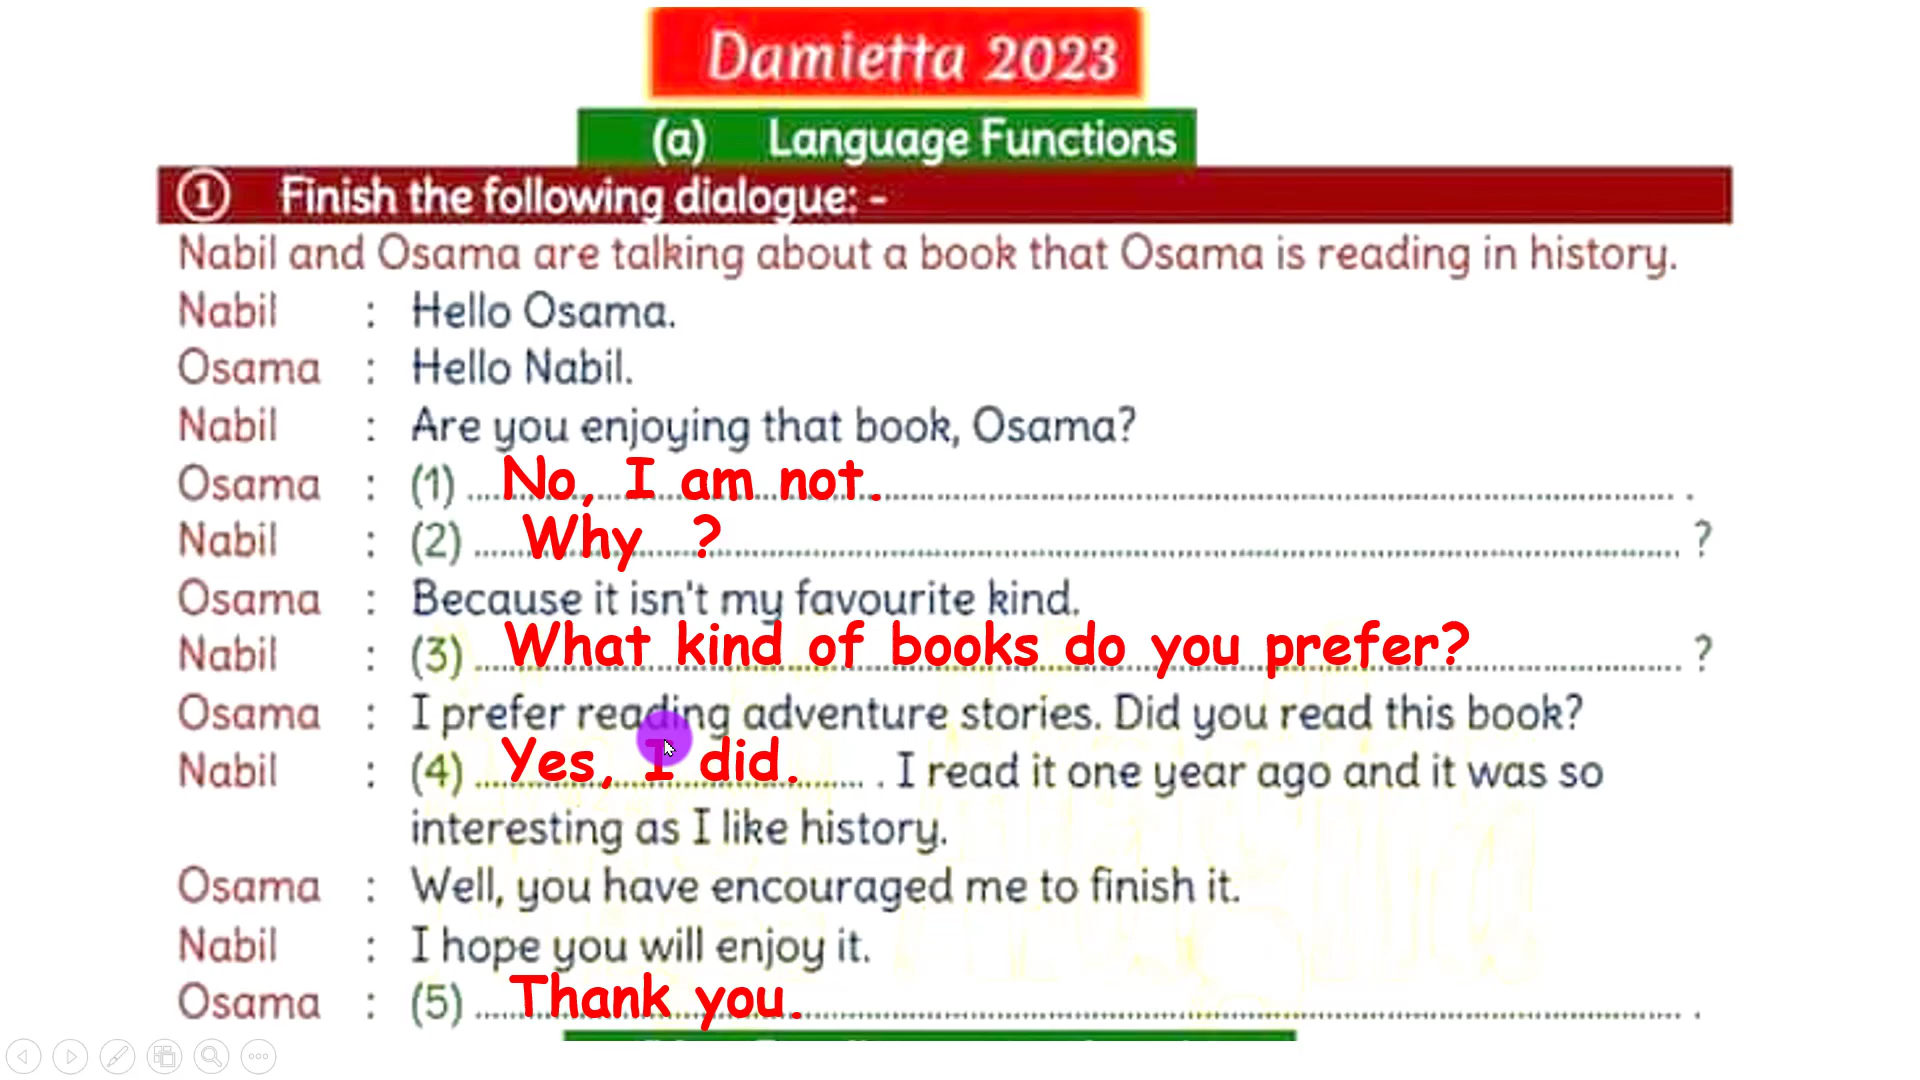 Damietta 2023
(a) Language Functions
① Finish the following dialogue: -
Nabil and Osama are talking about a book that Osama is reading in history.
Nabil : Hello Osama.
Osama : Hello Nabil.
Nabil : Are you enjoying that book, Osama?
Osama : (1) No, I am not. .
Nabil : (2) Why ? ?
Osama : Because it isn't my favourite kind.
Nabil : (3) What kind of books do you prefer? ?
Osama : I prefer reading adventure stories. Did you read this book?
Nabil : (4) Yes, I did. . I read it one year ago and it was so
interesting as I like history.
Osama : Well, you have encouraged me to finish it.
Nabil : I hope you will enjoy it.
Osama : (5) Thank you. .